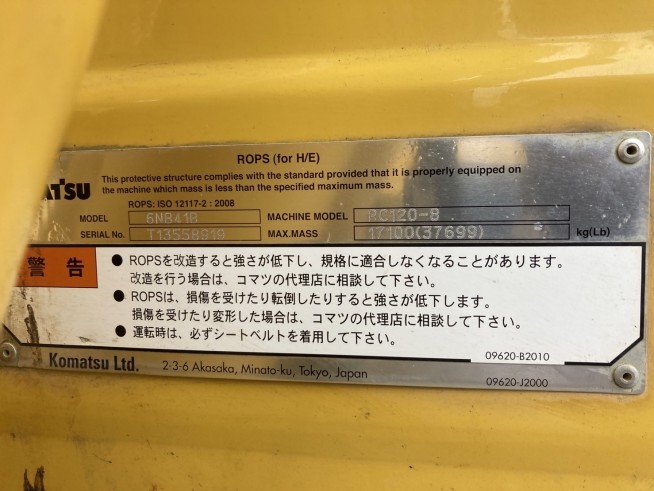 ROPS (for H/E)
This protective structure complies with the standard provided that it is properly equipped on
the machine which mass is less than the specified maximum mass.
ATSU
ROPS: ISO 12117-2 : 2008
MODEL 6NB41R MACHINE MODEL PC120-8
SERIAL No. T13558919 MAX.MASS 17100(37699) kg(Lb)
警 告
● ROPSを改造すると強さが低下し、規格に適合しなくなることがあります。
改造を行う場合は、コマツの代理店に相談して下さい。
● ROPSは、損傷を受けたり転倒したりすると強さが低下します。
損傷を受けたり変形した場合は、コマツの代理店に相談して下さい。
● 運転時は、必ずシートベルトを着用して下さい。
09620-B2010
Komatsu Ltd. 2-3-6 Akasaka, Minato-ku, Tokyo, Japan
09620-J2000